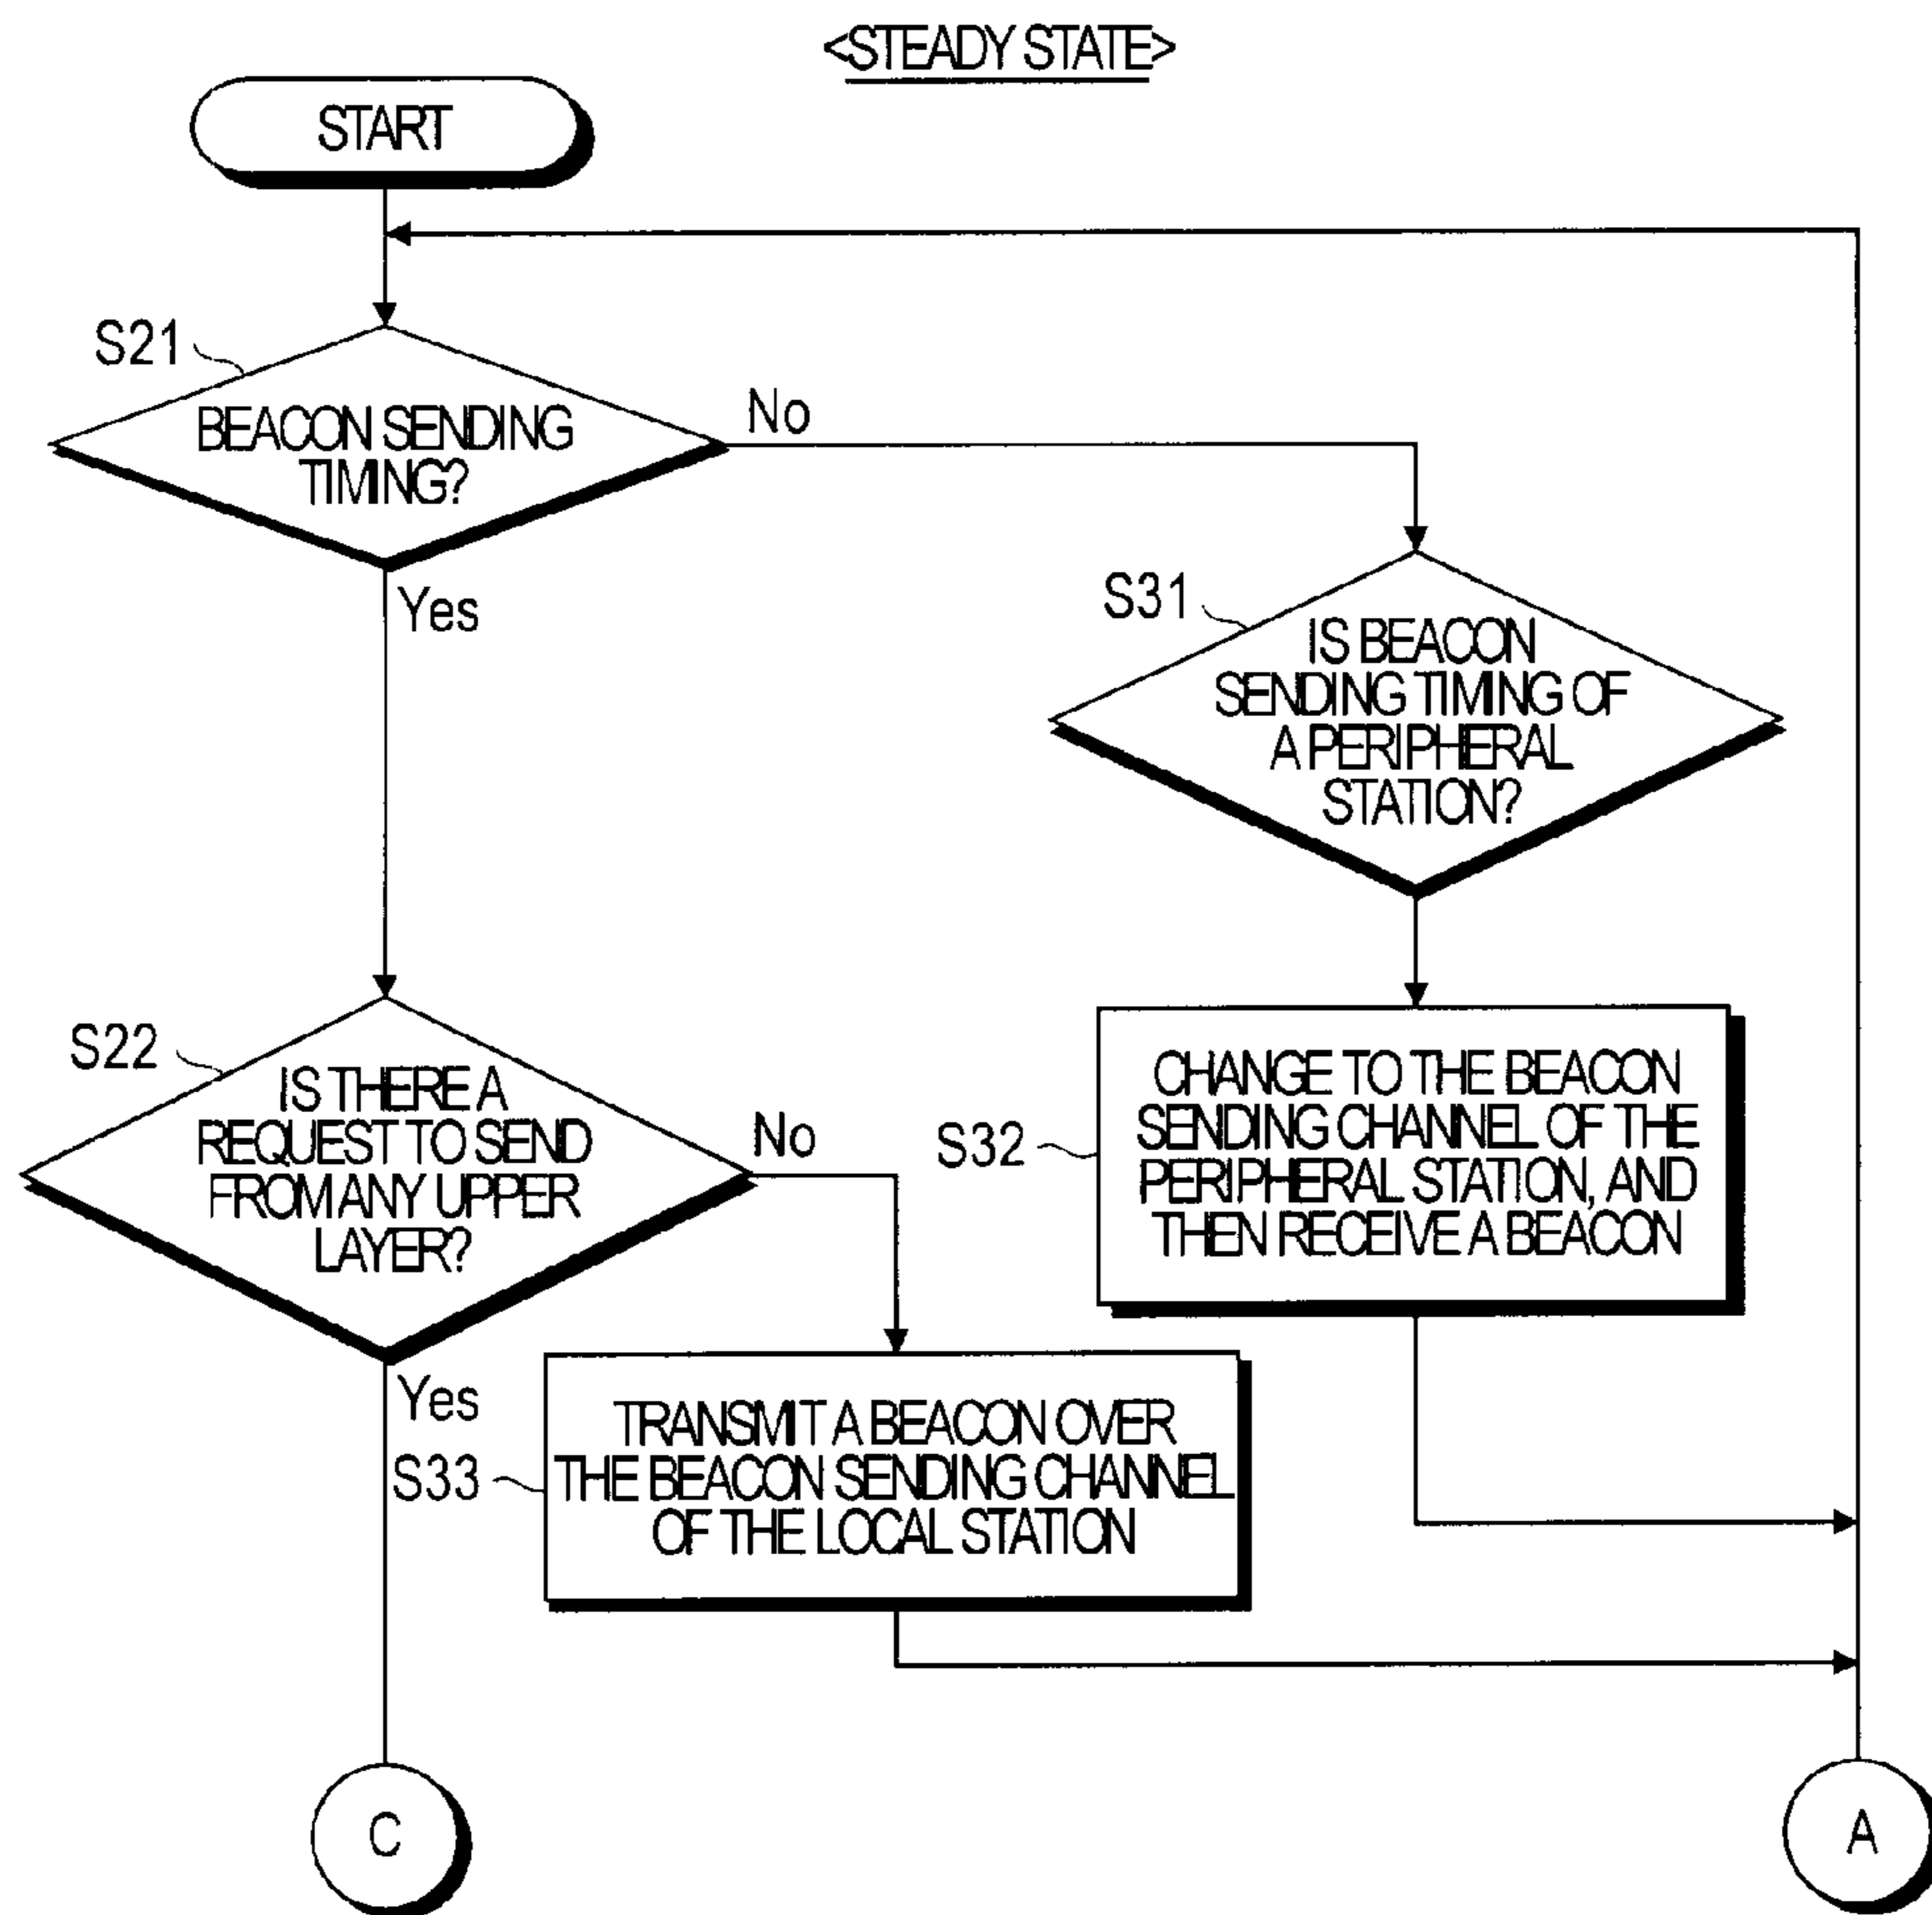 <STEADY STATE>
START
S21
BEACON SENDING
TIMING?
No
Yes
S31
IS BEACON
SENDING TIMING OF
A PERIPHERAL
STATION?
S22
IS THERE A
REQUEST TO SEND
FROM ANY UPPER
LAYER?
No
Yes
S32
CHANGE TO THE BEACON
SENDING CHANNEL OF THE
PERIPHERAL STATION, AND
THEN RECEIVE A BEACON
S33
TRANSMIT A BEACON OVER
THE BEACON SENDING CHANNEL
OF THE LOCAL STATION
C
A